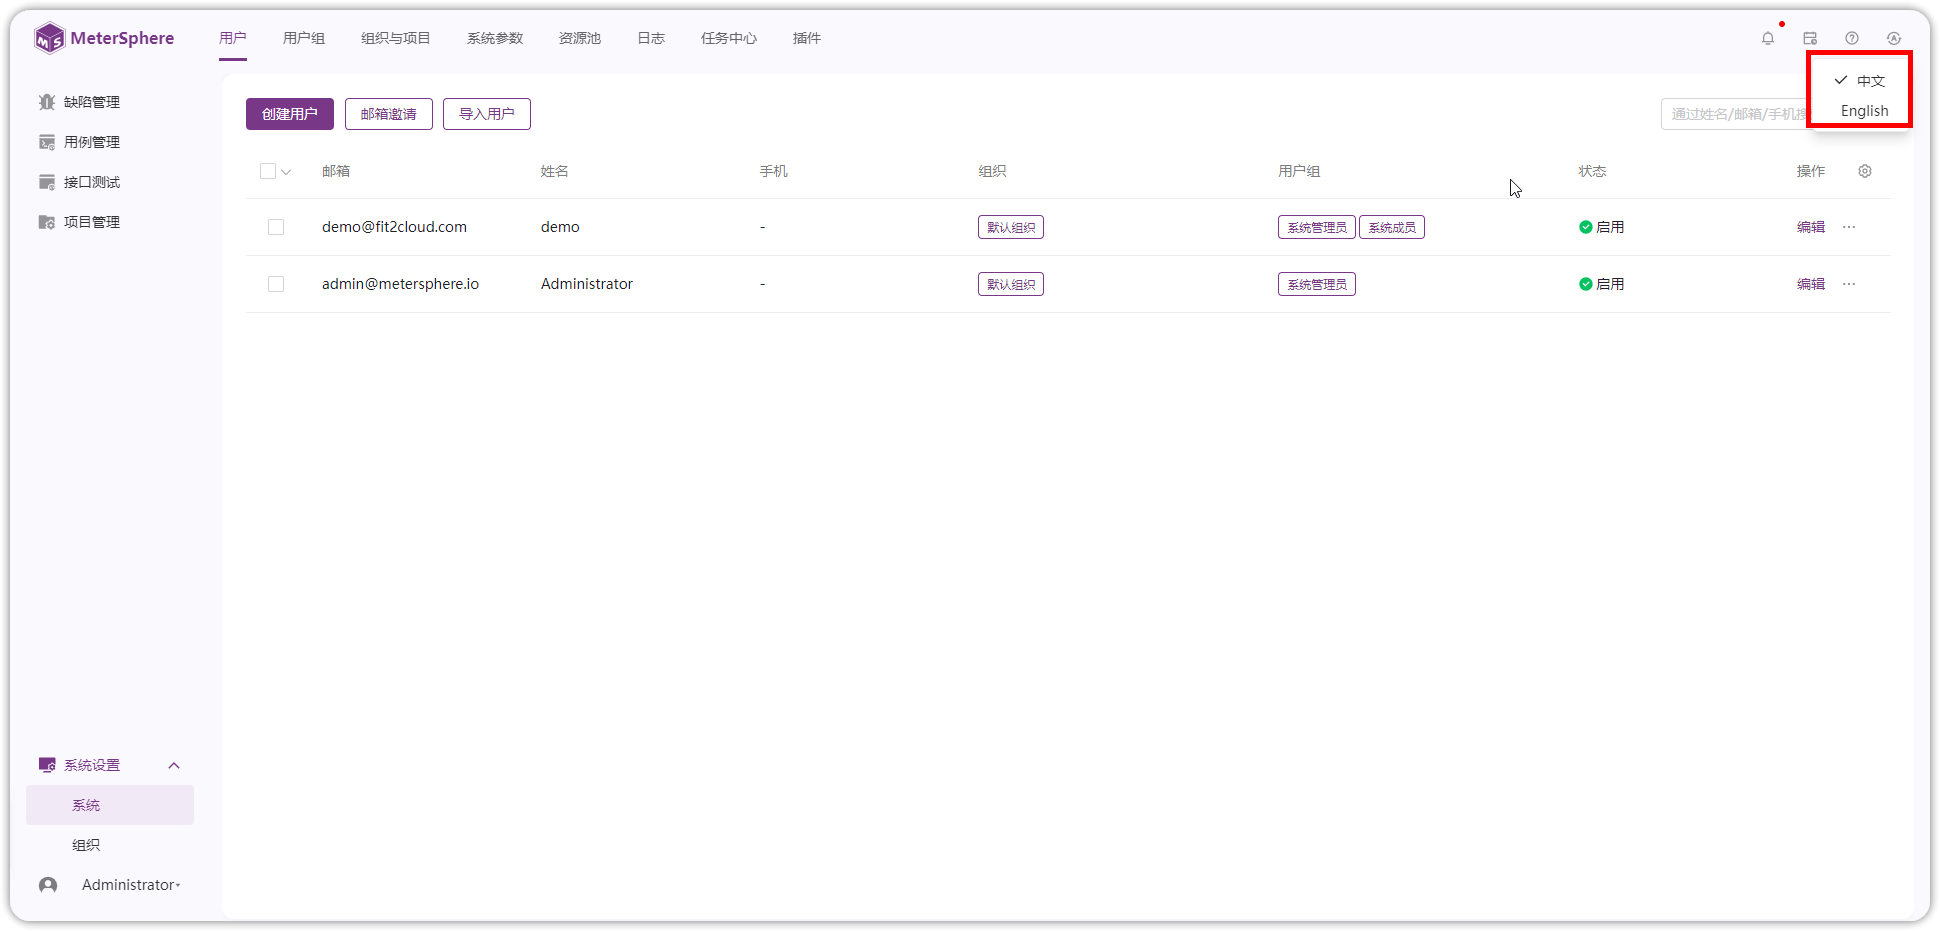 MeterSphere
用户 用户组 组织与项目 系统参数 资源池 日志 任务中心 插件
中文
English
缺陷管理
用例管理
接口测试
项目管理
创建用户 邮箱邀请 导入用户 通过姓名/邮箱/手机搜
邮箱 姓名 手机 组织 用户组 状态 操作
demo@fit2cloud.com demo - 默认组织 系统管理员 系统成员 启用 编辑 ...
admin@metersphere.io Administrator - 默认组织 系统管理员 启用 编辑 ...
系统设置
系统
组织
Administrator